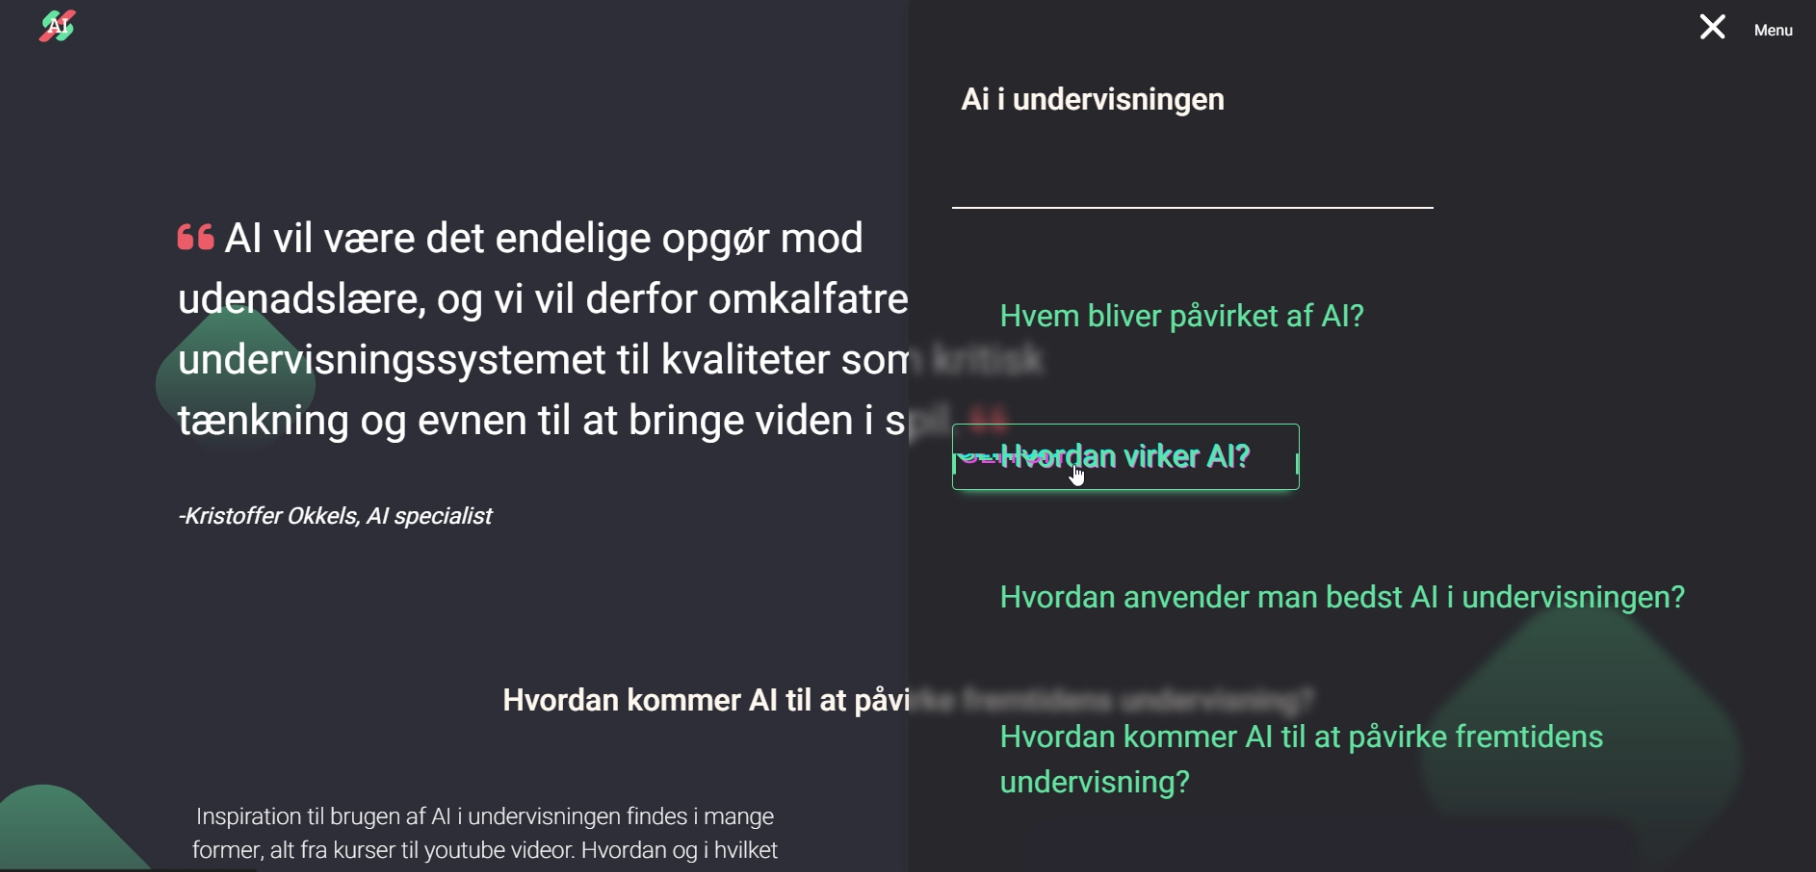 AI
Menu
Ai i undervisningen
AI vil være det endelige opgør mod
udenadslære, og vi vil derfor omkalfatre
undervisningssystemet til kvaliteter som kritisk
tænkning og evnen til at bringe viden i spil.
-Kristoffer Okkels, AI specialist
Hvordan kommer AI til at påvirke fremtidens undervisning?
Inspiration til brugen af AI i undervisningen findes i mange
former, alt fra kurser til youtube videor. Hvordan og i hvilket
Hvem bliver påvirket af AI?
Hvordan virker AI?
Hvordan anvender man bedst AI i undervisningen?
Hvordan kommer AI til at påvirke fremtidens
undervisning?